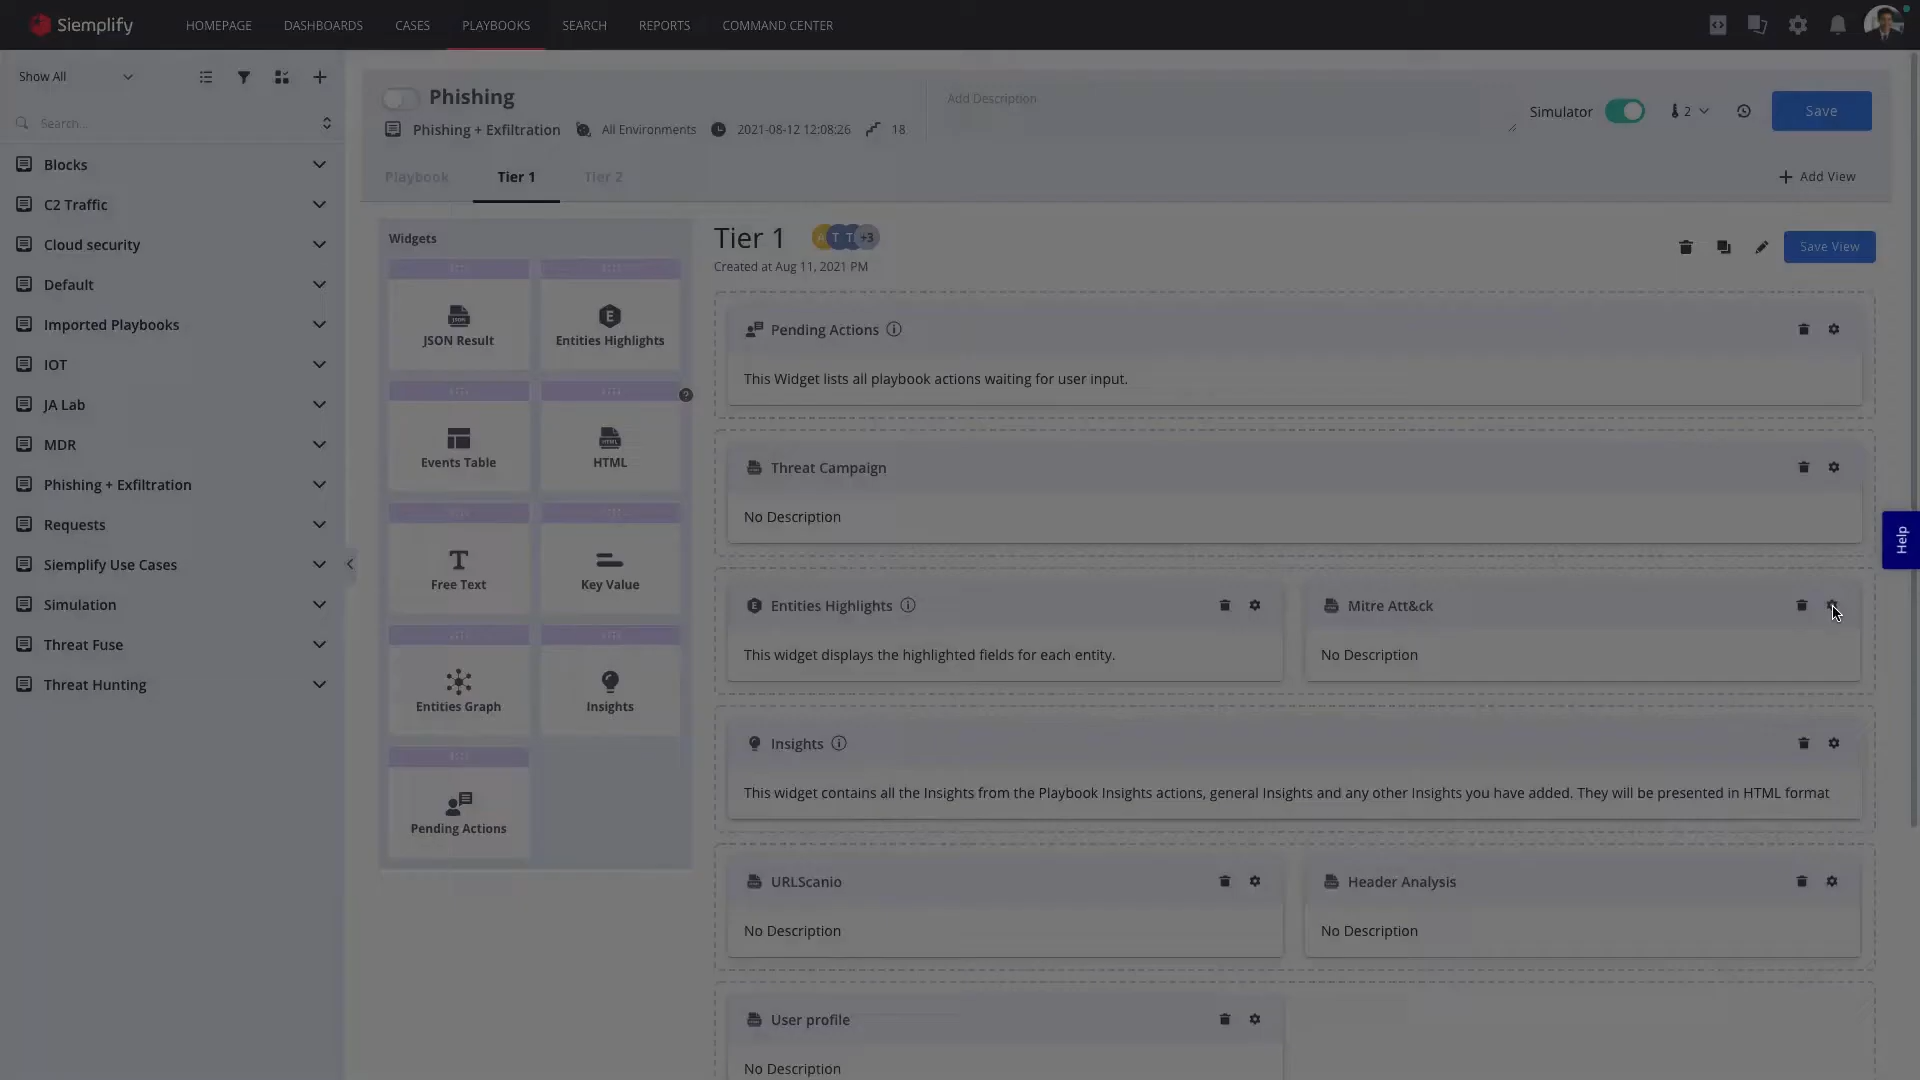 Siemplify
HOMEPAGE
DASHBOARDS
CASES
PLAYBOOKS
SEARCH
REPORTS
COMMAND CENTER
Show All
Search...
Blocks
C2 Traffic
Cloud security
Default
Imported Playbooks
IOT
JA Lab
MDR
Phishing + Exfiltration
Requests
Siemplify Use Cases
Simulation
Threat Fuse
Threat Hunting
Phishing
Phishing + Exfiltration
All Environments
2021-08-12 12:08:26
18
Add Description
Simulator
2
Save
Playbook
Tier 1
Tier 2
+ Add View
Widgets
JSON Result
Entities Highlights
Events Table
HTML
Free Text
Key Value
Entities Graph
Insights
Pending Actions
Tier 1
A T T +3
Created at Aug 11, 2021 PM
Save View
Pending Actions
This Widget lists all playbook actions waiting for user input.
Threat Campaign
No Description
Entities Highlights
This widget displays the highlighted fields for each entity.
Mitre Att&ck
No Description
Insights
This widget contains all the Insights from the Playbook Insights actions, general Insights and any other Insights you have added. They will be presented in HTML format
URLScanio
No Description
Header Analysis
No Description
User profile
No Description
Help